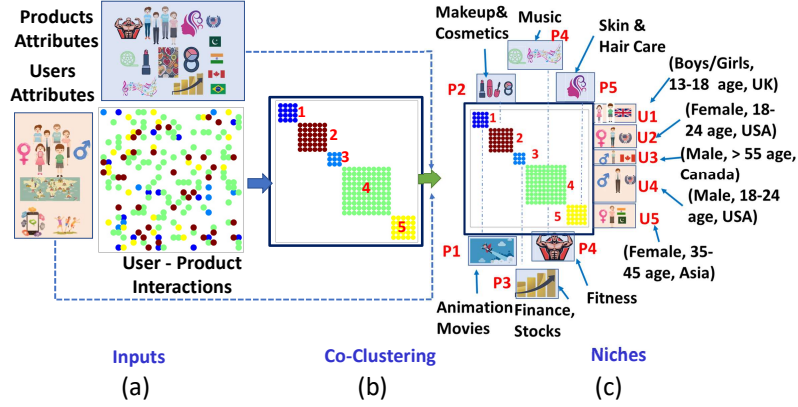 Products
Attributes
Users
Attributes
User - Product
Interactions
1
2
3
4
5
Makeup&
Cosmetics
Music
P4
Skin &
Hair Care
P2
P5
1
2
3
4
5
U1
U2
U3
U4
U5
(Boys/Girls,
13-18 age, UK)
(Female, 18-
24 age, USA)
(Male, > 55 age,
Canada)
(Male, 18-24
age, USA)
(Female, 35-
45 age, Asia)
P1
P4
P3
Animation
Movies
Finance,
Stocks
Fitness
Inputs
Co-Clustering
Niches
(a)
(b)
(c)